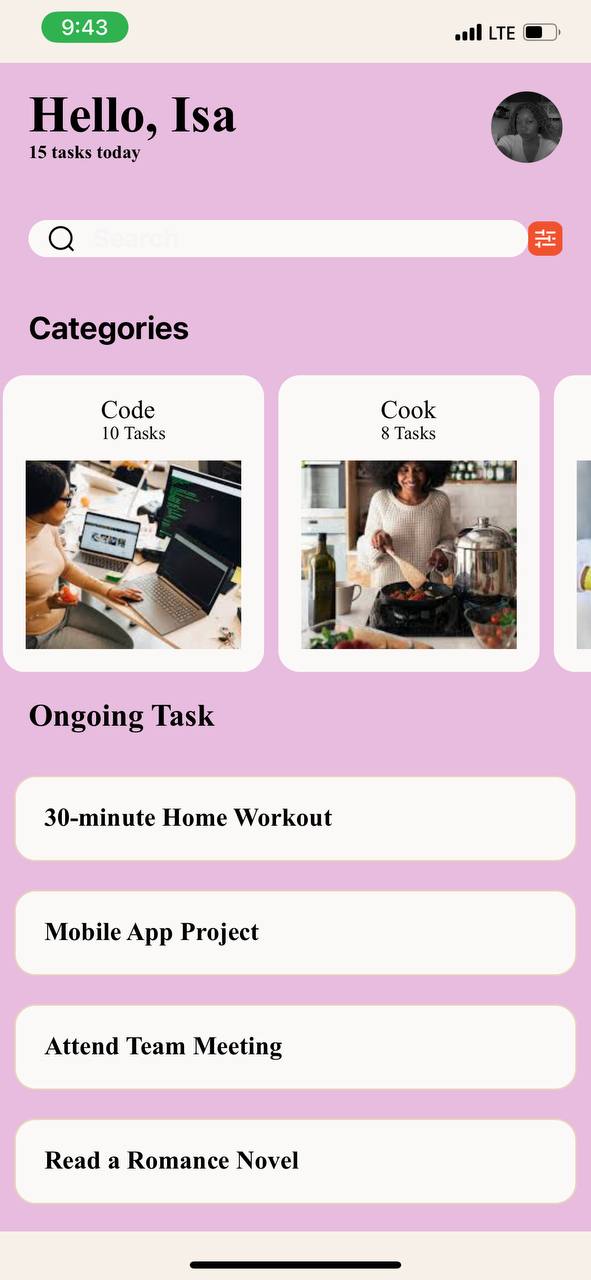 9:43
LTE
Hello, Isa
15 tasks today
Search
Categories
Code
10 Tasks
Cook
8 Tasks
Ongoing Task
30-minute Home Workout
Mobile App Project
Attend Team Meeting
Read a Romance Novel